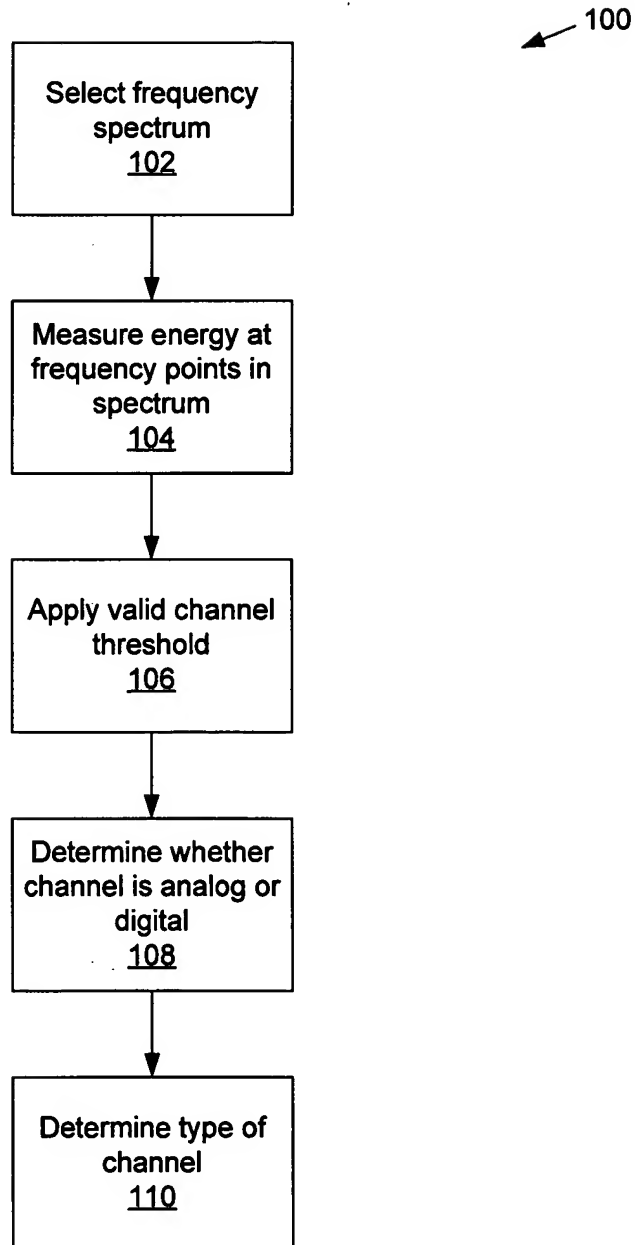 100
Select frequency
spectrum
102
Measure energy at
frequency points in
spectrum
104
Apply valid channel
threshold
106
Determine whether
channel is analog or
digital
108
Determine type of
channel
110